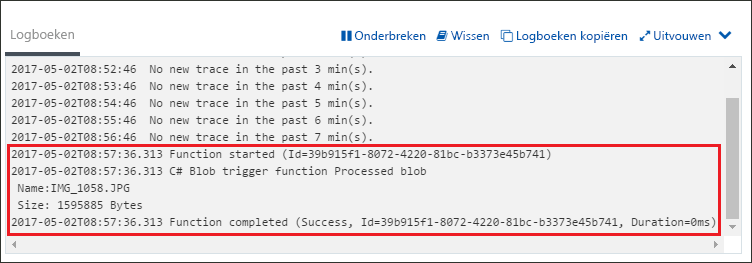 Logboeken
Onderbreken Wissen Logboeken kopiëren Uitvouwen
2017-05-02T08:52:46  No new trace in the past 3 min(s).
2017-05-02T08:53:46  No new trace in the past 4 min(s).
2017-05-02T08:54:46  No new trace in the past 5 min(s).
2017-05-02T08:55:46  No new trace in the past 6 min(s).
2017-05-02T08:56:46  No new trace in the past 7 min(s).
2017-05-02T08:57:36.313 Function started (Id=39b915f1-8072-4220-81bc-b3373e45b741)
2017-05-02T08:57:36.313 C# Blob trigger function Processed blob
Name:IMG_1058.JPG
Size: 1595885 Bytes
2017-05-02T08:57:36.313 Function completed (Success, Id=39b915f1-8072-4220-81bc-b3373e45b741, Duration=0ms)